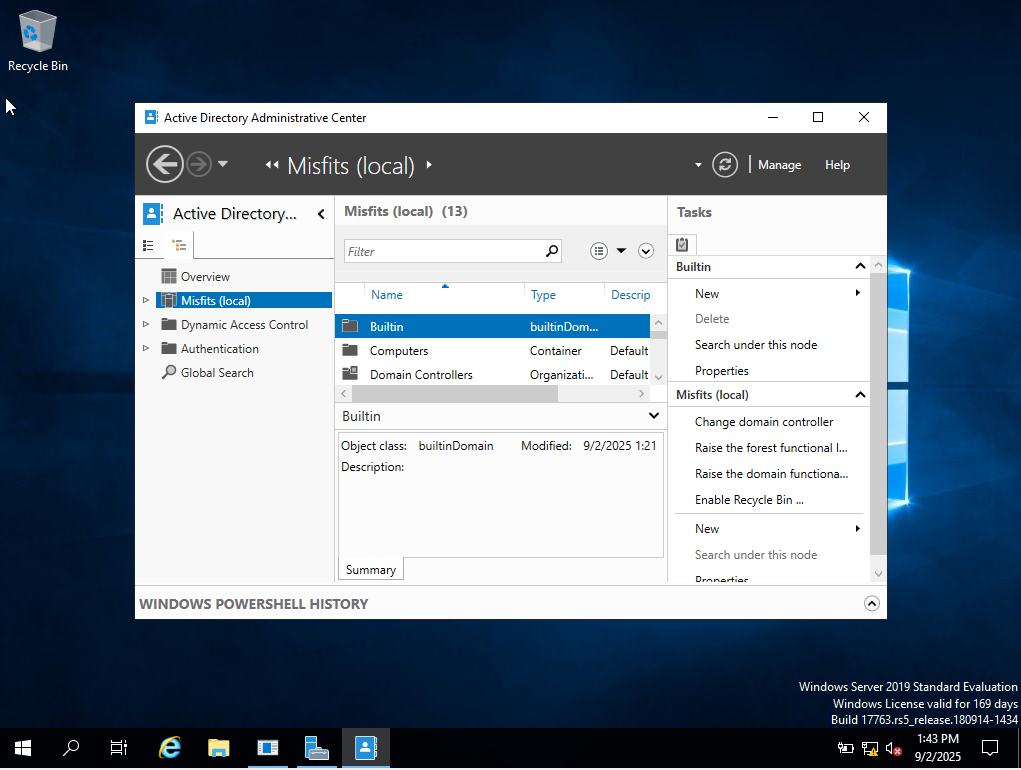 Recycle Bin
Active Directory Administrative Center
Misfits (local)
Manage
Help
Active Directory...
Overview
Misfits (local)
Dynamic Access Control
Authentication
Global Search
Misfits (local) (13)
Filter
Name Type Descrip
Builtin builtinDom...
Computers Container Default
Domain Controllers Organizati... Default
Builtin
Object class: builtinDomain Modified: 9/2/2025 1:21
Description:
Summary
Tasks
Builtin
New
Delete
Search under this node
Properties
Misfits (local)
Change domain controller
Raise the forest functional l...
Raise the domain functiona...
Enable Recycle Bin ...
New
Search under this node
Properties
WINDOWS POWERSHELL HISTORY
Windows Server 2019 Standard Evaluation
Windows License valid for 169 days
Build 17763.rs5_release.180914-1434
1:43 PM
9/2/2025